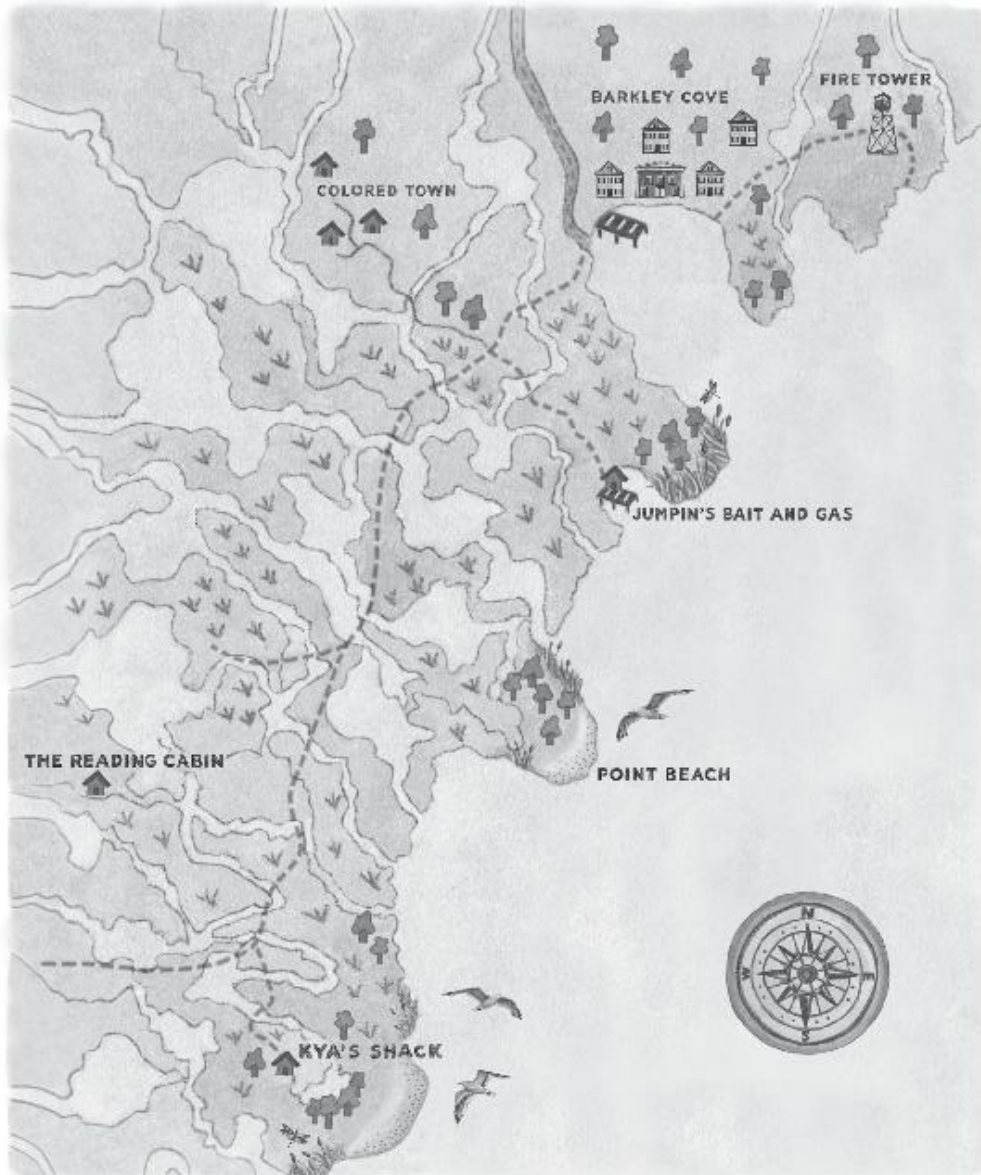 FIRE TOWER
BARKLEY COVE
COLORED TOWN
JUMPIN'S BAIT AND GAS
THE READING CABIN
POINT BEACH
N
W
E
S
KYA'S SHACK